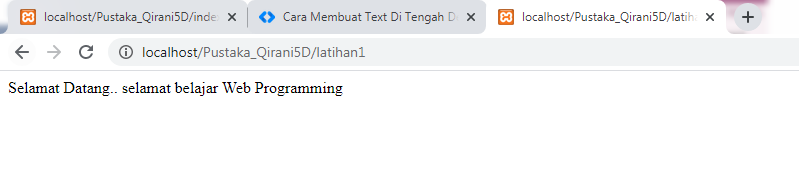 localhost/Pustaka_Qirani5D/inde
Cara Membuat Text Di Tengah D
localhost/Pustaka_Qirani5D/latih
localhost/Pustaka_Qirani5D/latihan1
Selamat Datang.. selamat belajar Web Programming